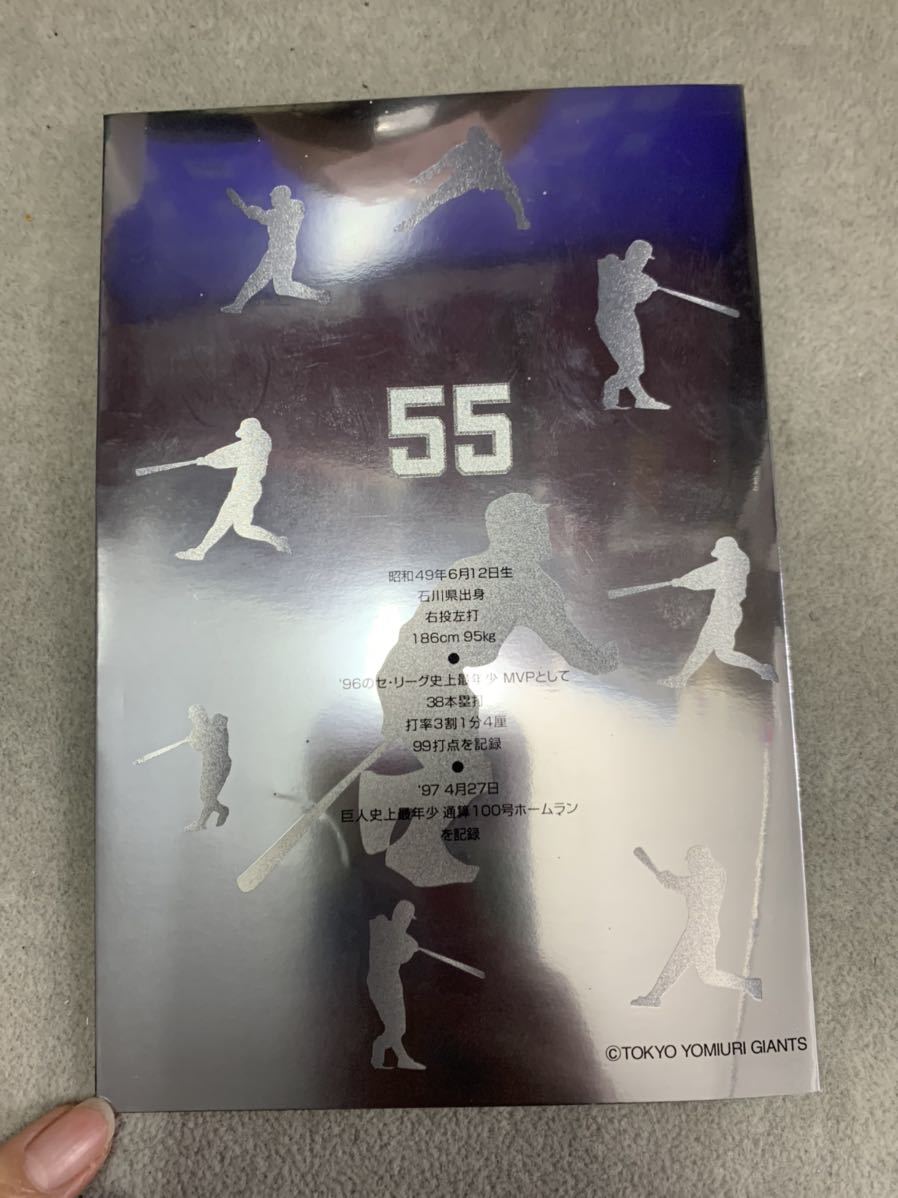 55
昭和49年6月12日生
石川県出身
右投左打
186cm 95kg
●
'96のセ・リーグ史上最年少 MVPとして
38本塁打
打率3割1分4厘
99打点を記録
●
'97 4月27日
巨人史上最年少 通算100号ホームラン
を記録
©TOKYO YOMIURI GIANTS